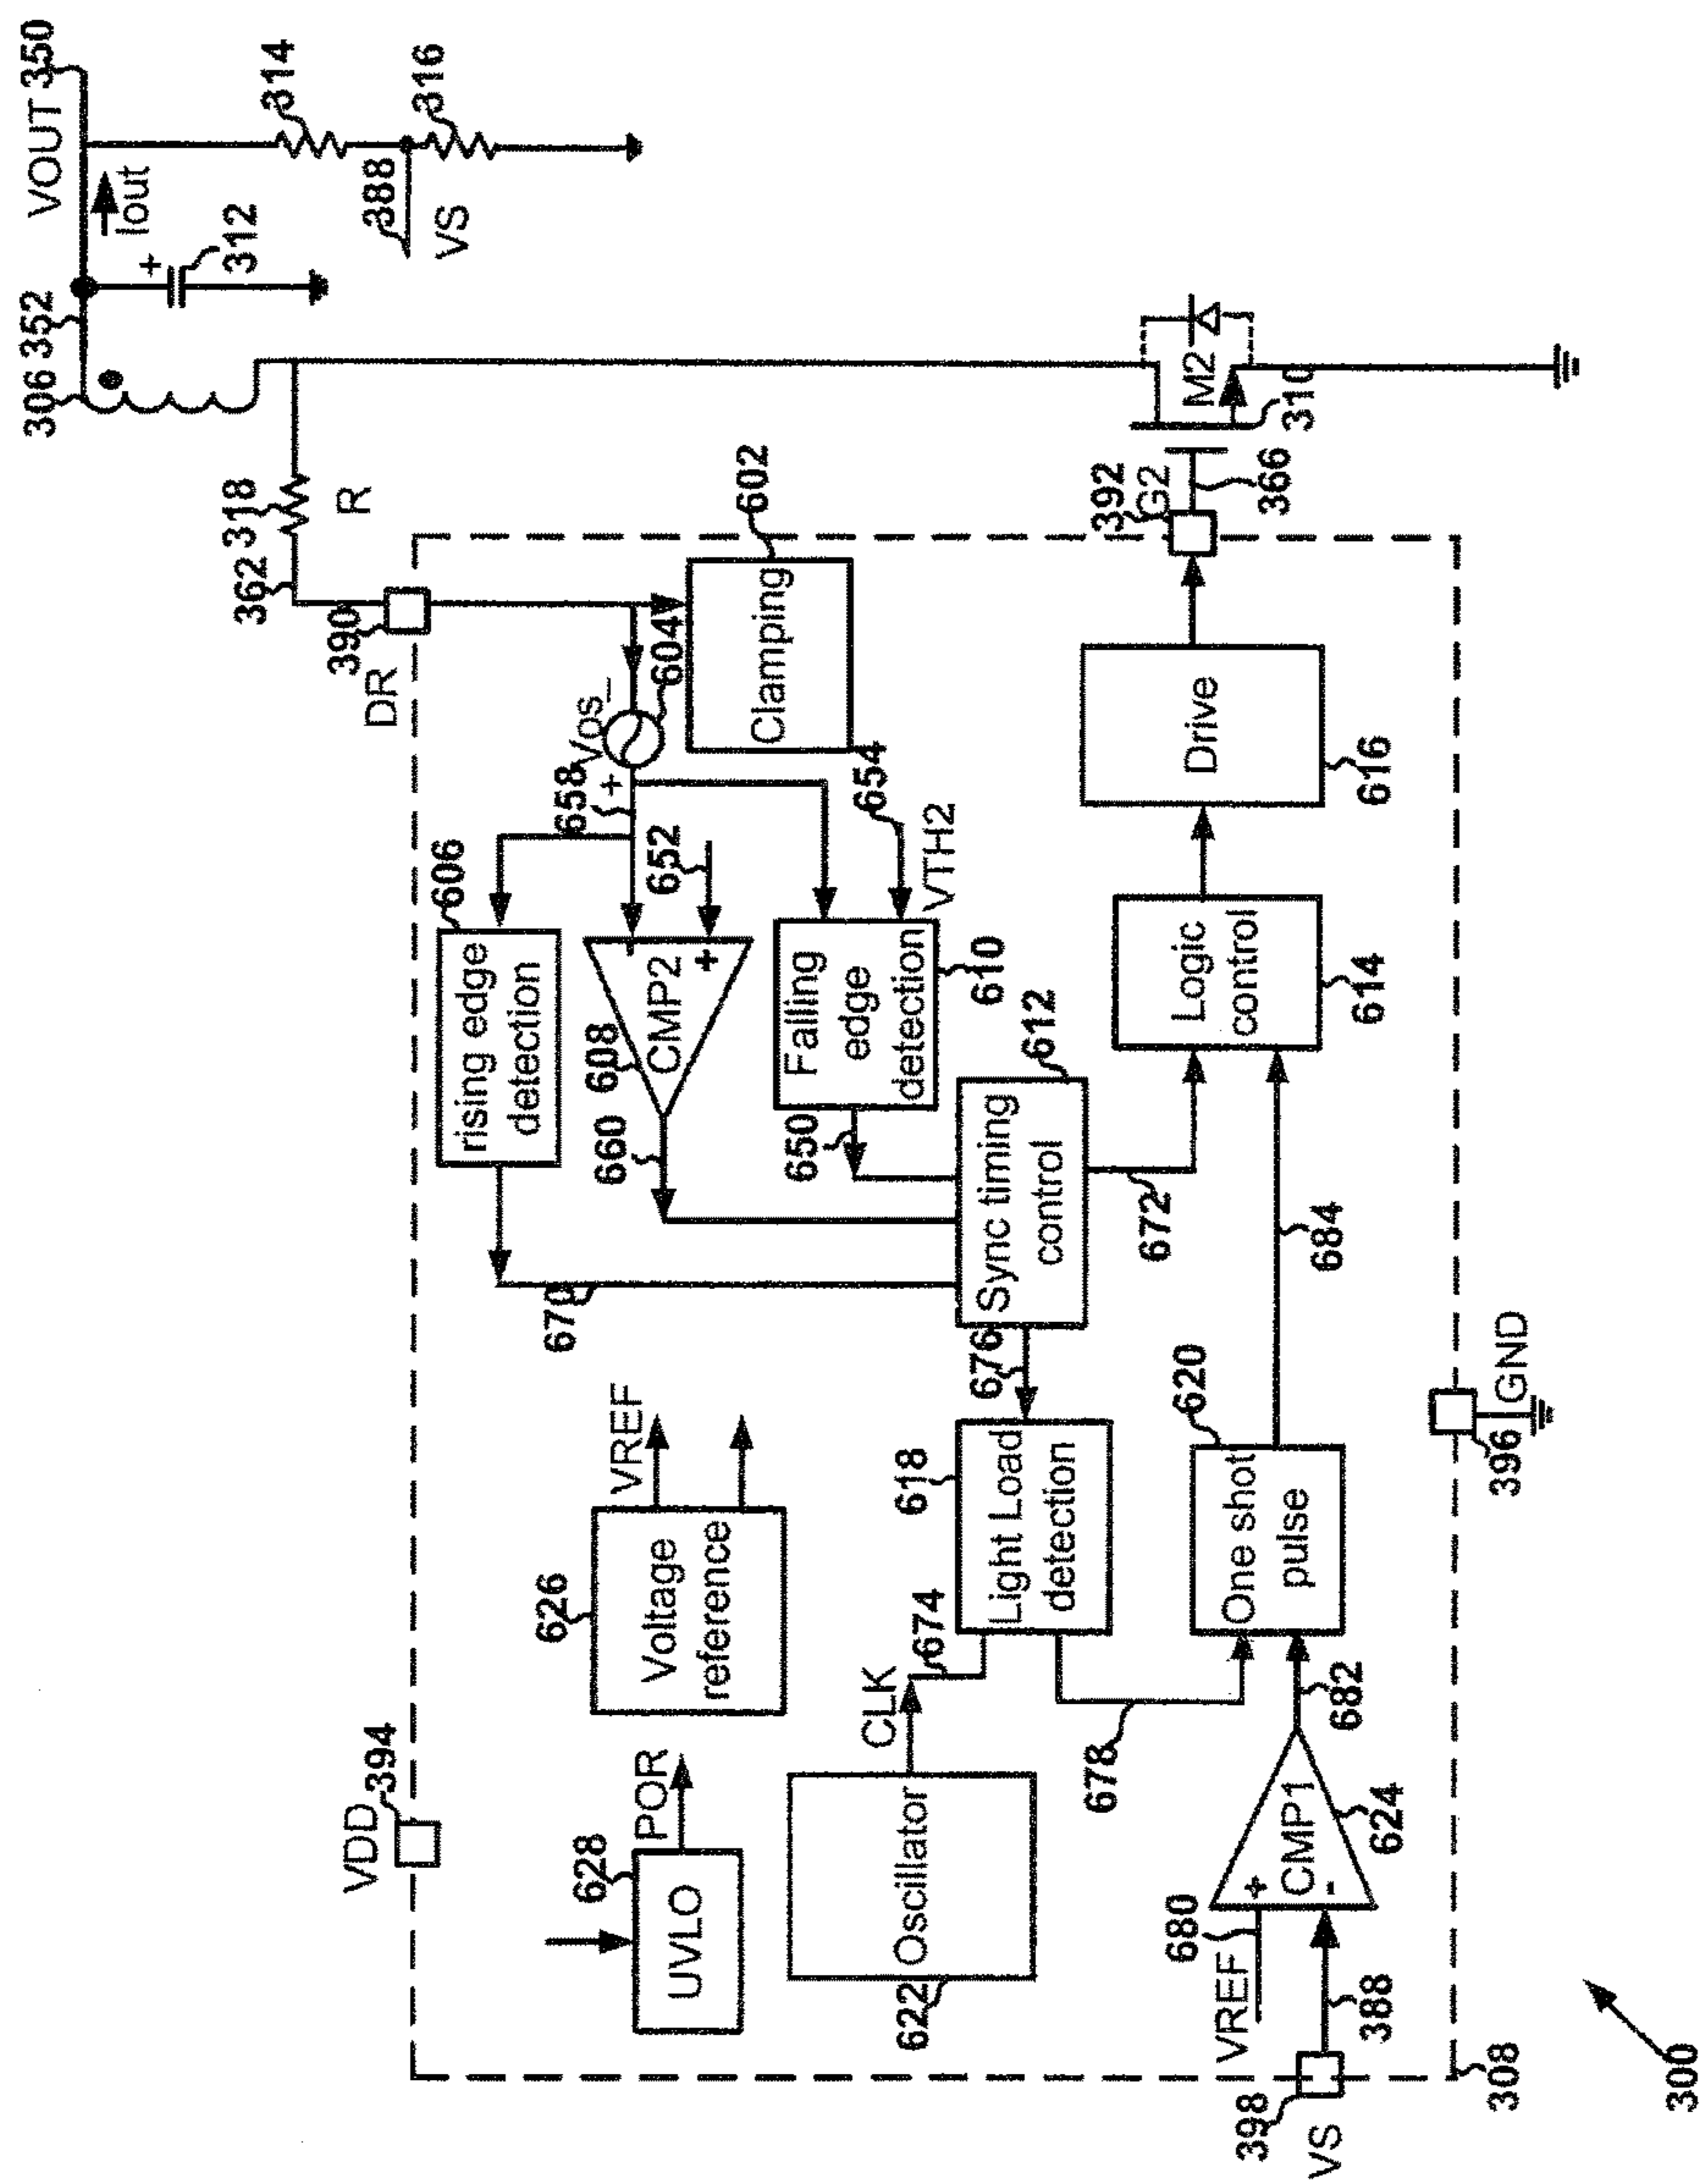 VOUT 350
Iout
306 352
+
312
314
388
VS
316
362 318
R
390
DR
Vos
-
+
604
602
Clamping
658
652
654
VTH2
606
rising edge
detection
608
CMP2
-
+
660
Falling
edge
detection
610
650
670
612
Sync timing
control
672
676
Logic
control
614
Drive
616
392
G2
366
M2
310
684
VDD 394
628
UVLO
POR
626
Voltage
reference
VREF
622
Oscillator
CLK
674
618
Light Load
detection
678
620
One shot
pulse
682
680
VREF
+
CMP1
-
624
388
398
VS
396
GND
308
300